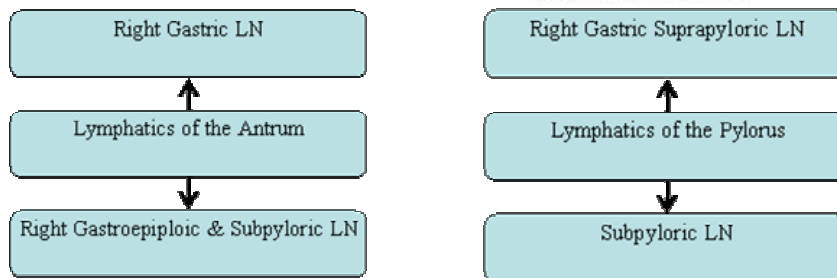 Right Gastric LN
Lymphatics of the Antrum
Right Gastroepiploic & Subpyloric LN
Right Gastric Suprapyloric LN
Lymphatics of the Pylorus
Subpyloric LN